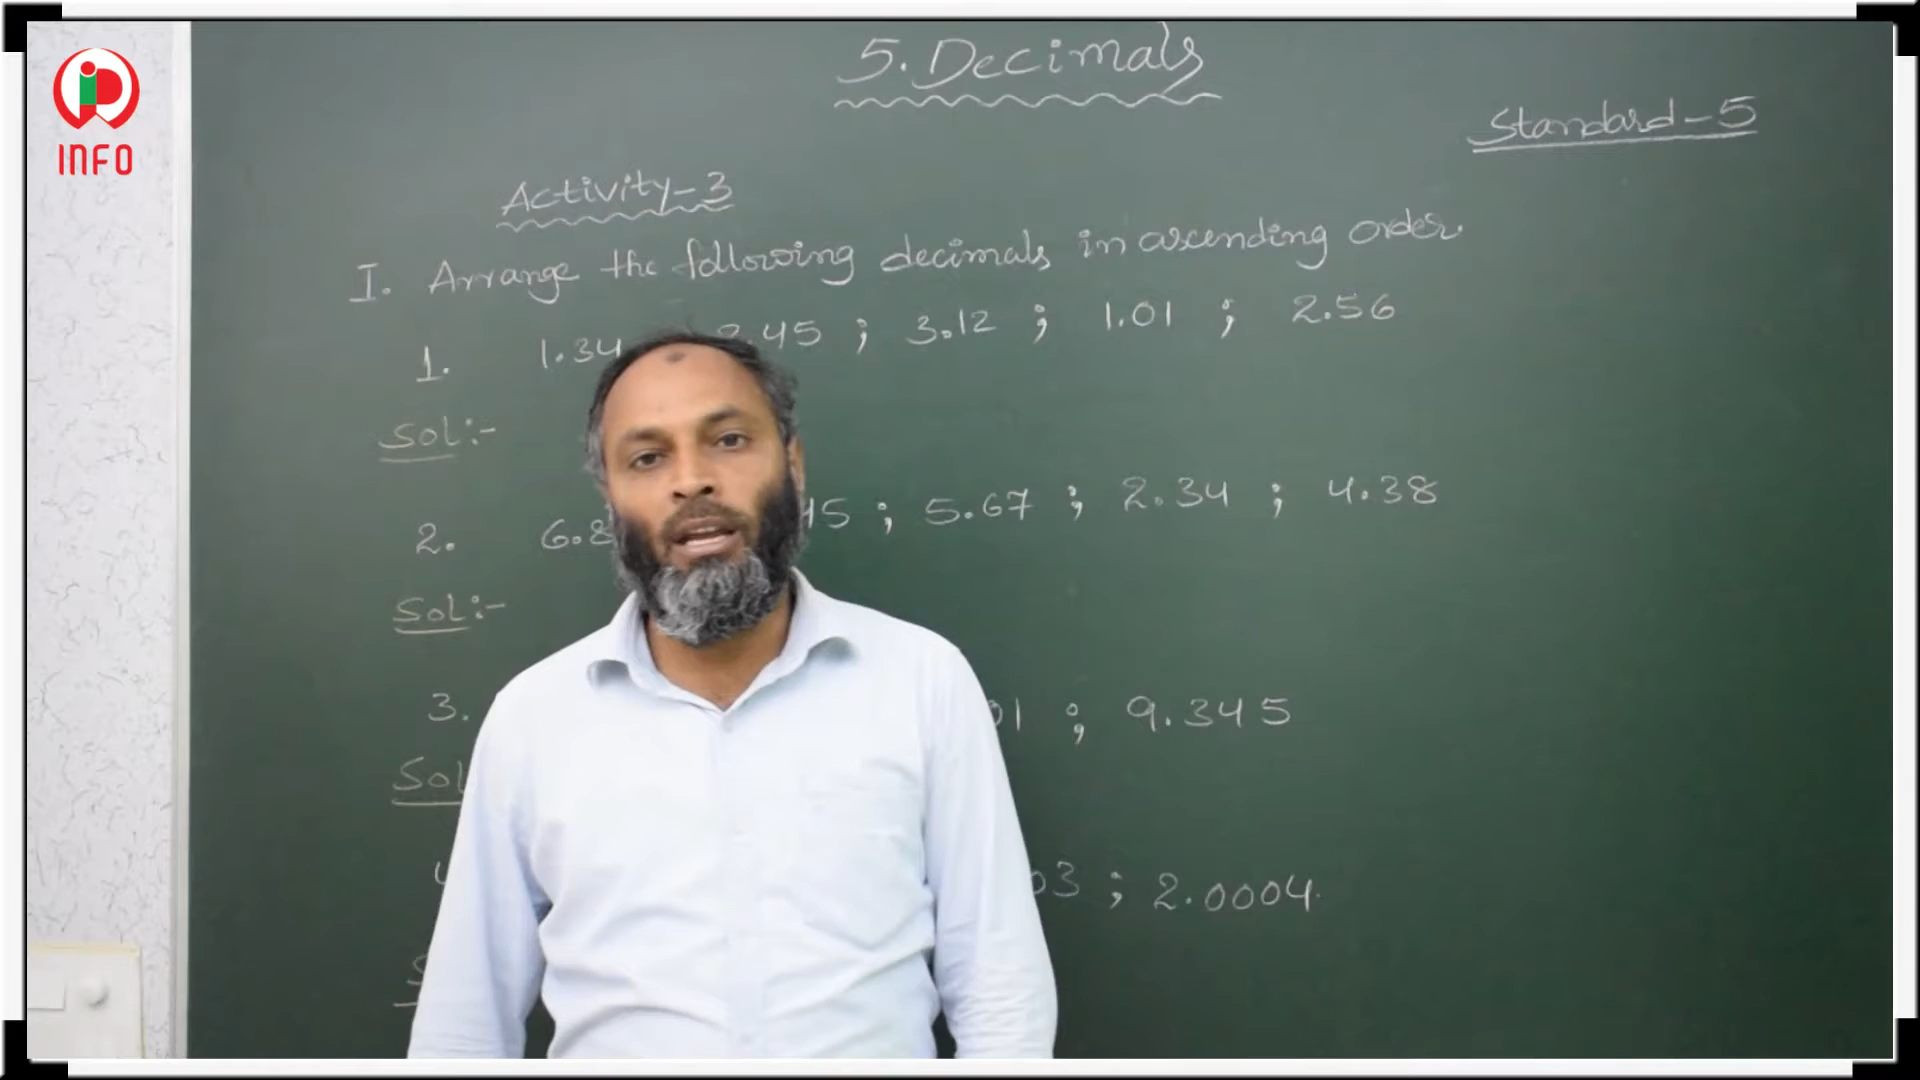 INFO
5. Decimals
Standard-5
Activity-3
I. Arrange the following decimals in ascending order.
1. 1.34 .45 ; 3.12 ; 1.01 ; 2.56
Sol:-
2. 6.8 45 ; 5.67 ; 2.34 ; 4.38
Sol:-
3. 01 ; 9.345
Sol
03 ; 2.0004.